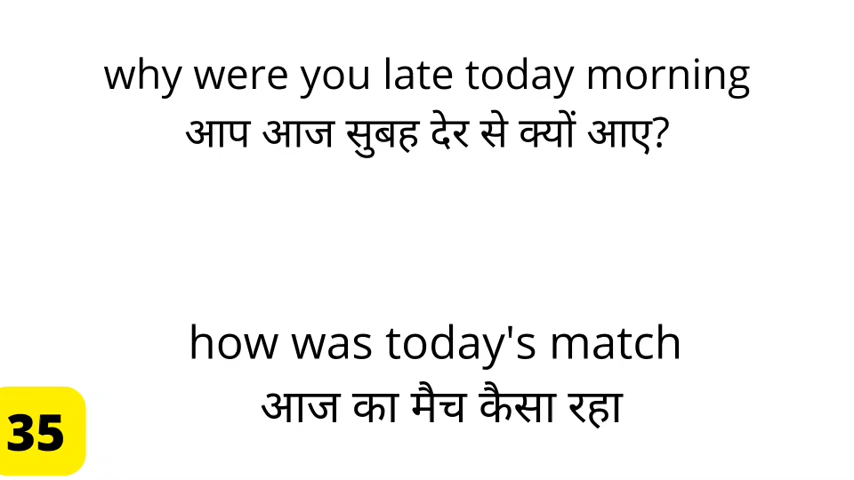 why were you late today morning
आप आज सुबह देर से क्यों आए?
how was today's match
आज का मैच कैसा रहा
35